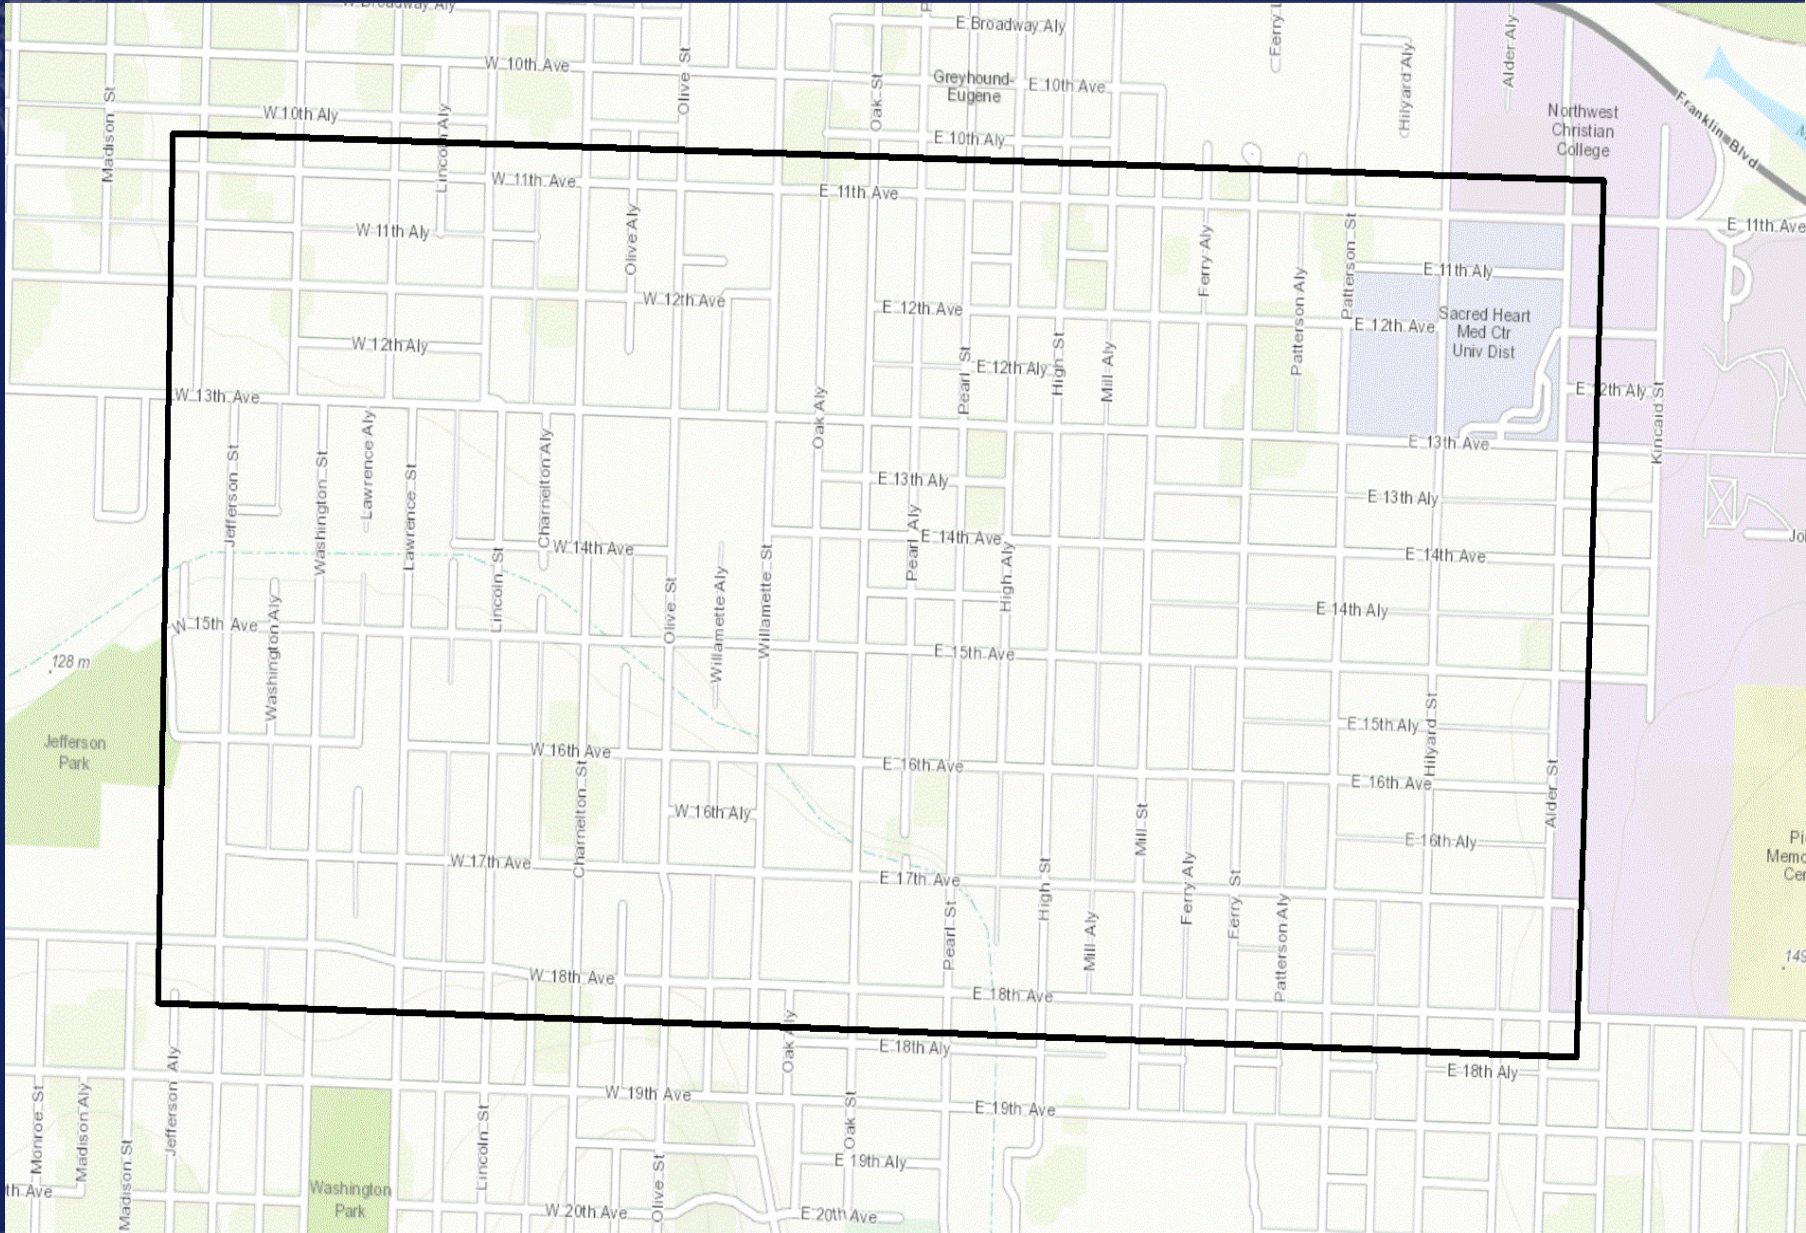 W Broadway Aly
E Broadway Aly
W 10th Ave
Olive St
Oak St
Greyhound-
Eugene
E 10th Ave
Hilyard Aly
Alder Aly
Northwest
Christian
College
Franklin Blvd
Madison St
W 10th Aly
Lincoln Aly
E 10th Aly
W 11th Ave
E 11th Ave
E 11th Ave
W 11th Aly
Olive Aly
Ferry Aly
Patterson St
E 11th Aly
Patterson Aly
W 12th Ave
E 12th Ave
E 12th Ave
Sacred Heart
Med Ctr
Univ Dist
W 12th Aly
Pearl St
E 12th Aly
High St
Mill Aly
E 12th Aly
Kincaid St
W 13th Ave
Oak Aly
E 13th Ave
Jefferson St
Washington St
Lawrence Aly
Lawrence St
Charnelton Aly
E 13th Aly
E 13th Aly
Pearl Aly
W 14th Ave
E 14th Ave
E 14th Ave
High Aly
Lincoln St
Olive St
Willamette Aly
Willamette St
E 14th Aly
W 15th Ave
Washington Aly
E 15th Ave
128 m
Jefferson
Park
E 15th Aly
Hilyard St
W 16th Ave
E 16th Ave
E 16th Ave
Charnelton St
Alder St
W 16th Aly
Mill St
E 16th Aly
W 17th Ave
E 17th Ave
High St
Ferry Aly
Ferry St
Pearl St
Mill Aly
Patterson Aly
W 18th Ave
E 18th Ave
Oak Aly
E 18th Aly
E 18th Aly
Monroe St
Madison Aly
Madison St
Jefferson Aly
W 19th Ave
E 19th Ave
Lincoln St
Oak St
Olive St
E 19th Aly
Washington
Park
W 20th Ave
E 20th Ave